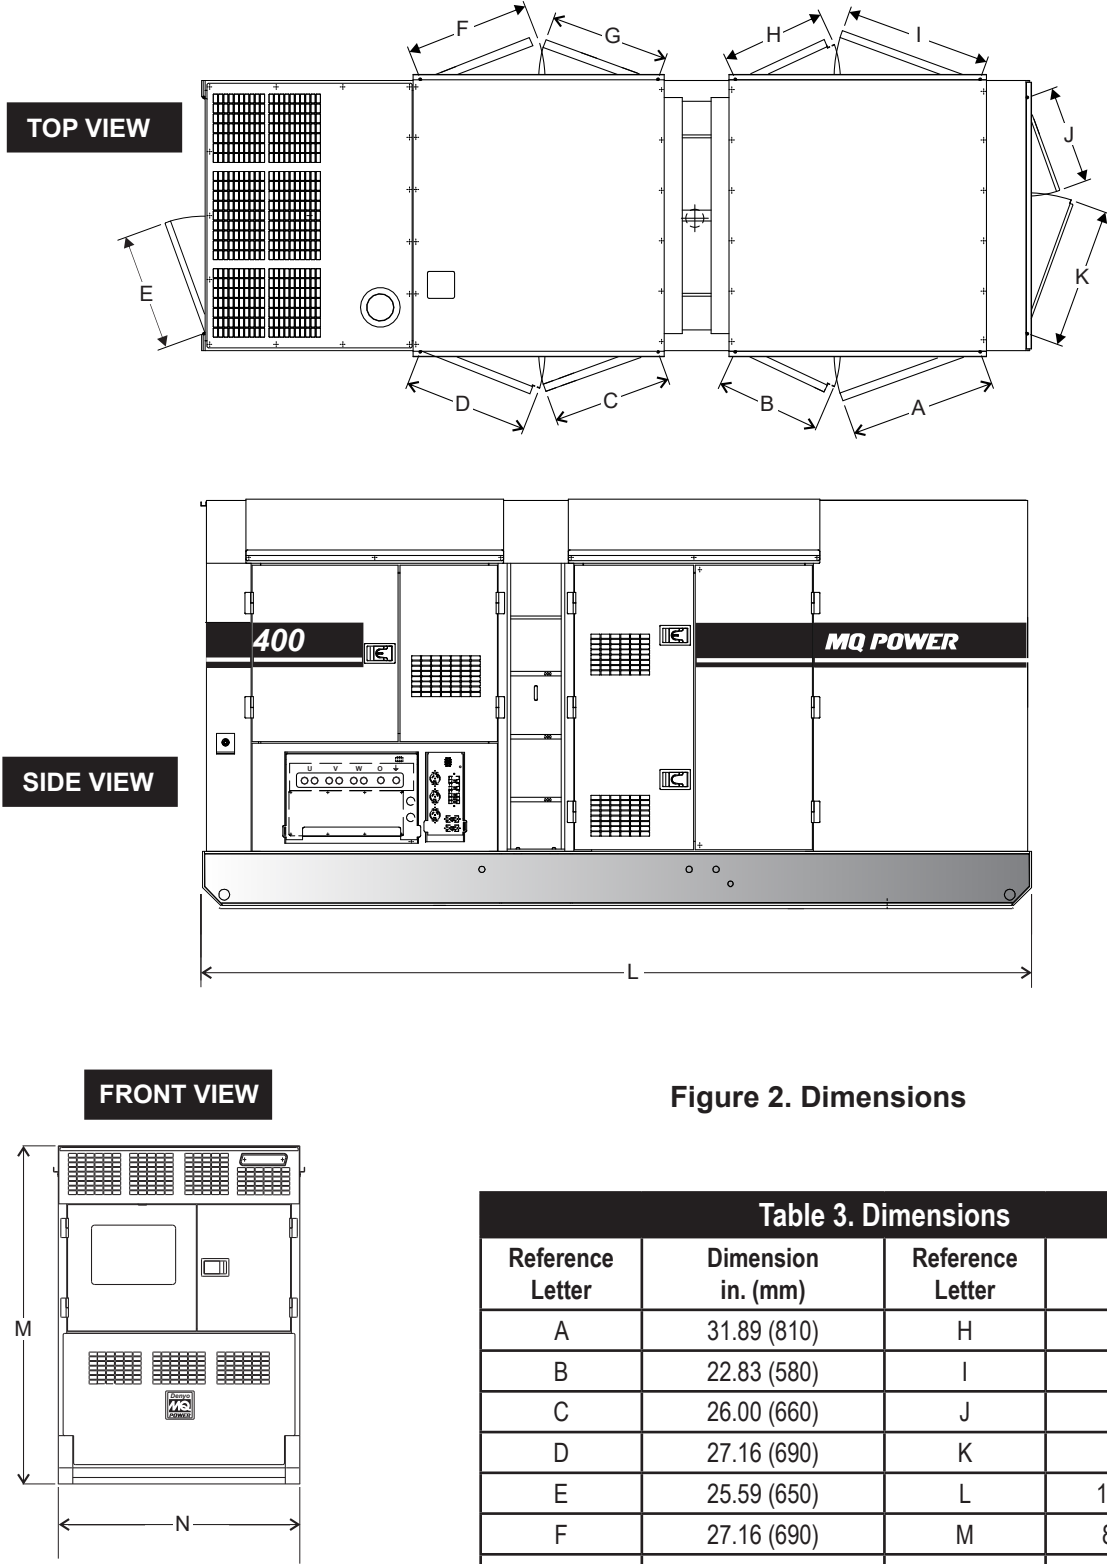 F
G
H
I
TOP VIEW
J
E
K
D
C
B
A
400
MQ POWER
U V W O
SIDE VIEW
L
FRONT VIEW
Figure 2. Dimensions
M
Denyo
MQ
POWER
N
Table 3. Dimensions
Reference Letter Dimension in. (mm) Reference Letter
A 31.89 (810) H
B 22.83 (580) I
C 26.00 (660) J
D 27.16 (690) K
E 25.59 (650) L 1
F 27.16 (690) M